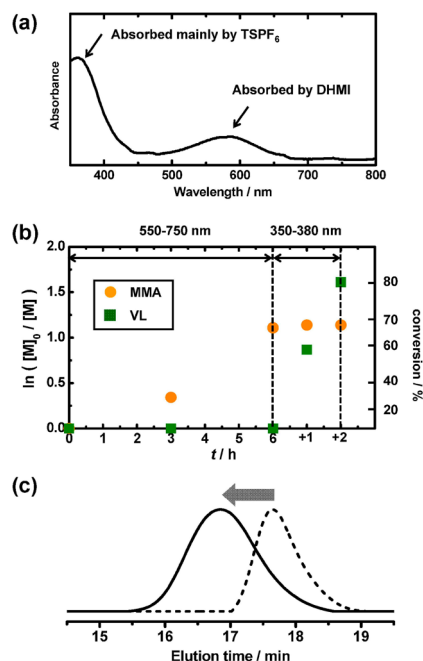 (a)
Absorbed mainly by TSPF6
Absorbed by DHMI
Absorbance
400 500 600 700 800
Wavelength / nm
(b)
550-750 nm 350-380 nm
2.0
1.5
1.0
0.5
0.0
ln ( [M]0 / [M] )
MMA
VL
80
70
60
40
20
conversion / %
0 1 2 3 4 5 6 +1 +2
t / h
(c)
15 16 17 18 19
Elution time / min